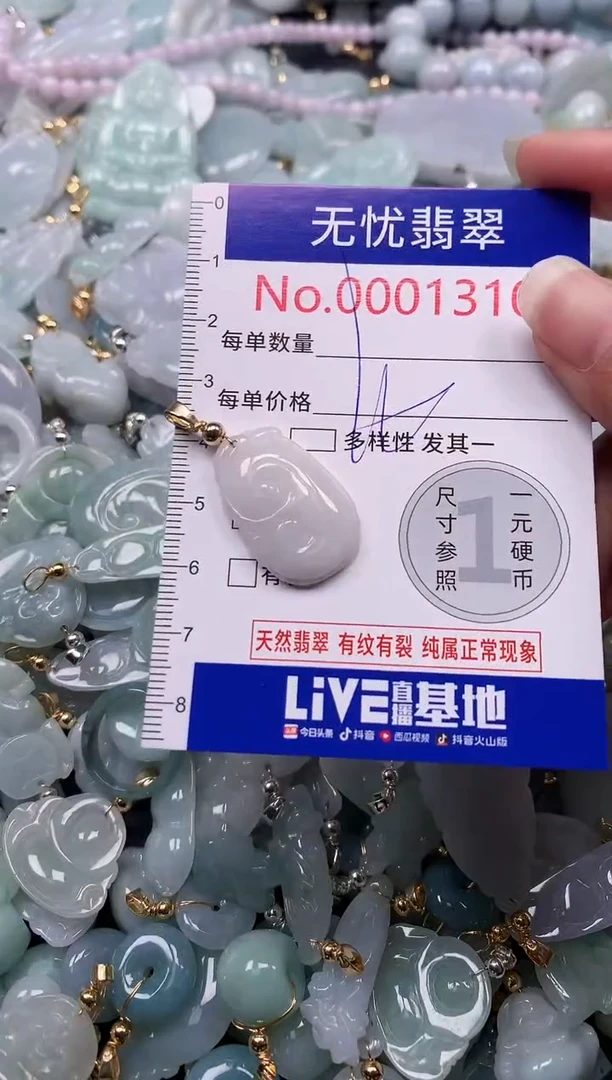 0
无忧翡翠
1
No.000131
2
每单数量
3
每单价格
多样性 发其一
5
尺寸参照
1
一元硬币
6
有
7
天然翡翠 有纹有裂 纯属正常现象
8
LiVE直播基地
今日头条 抖音 西瓜视频 抖音火山版